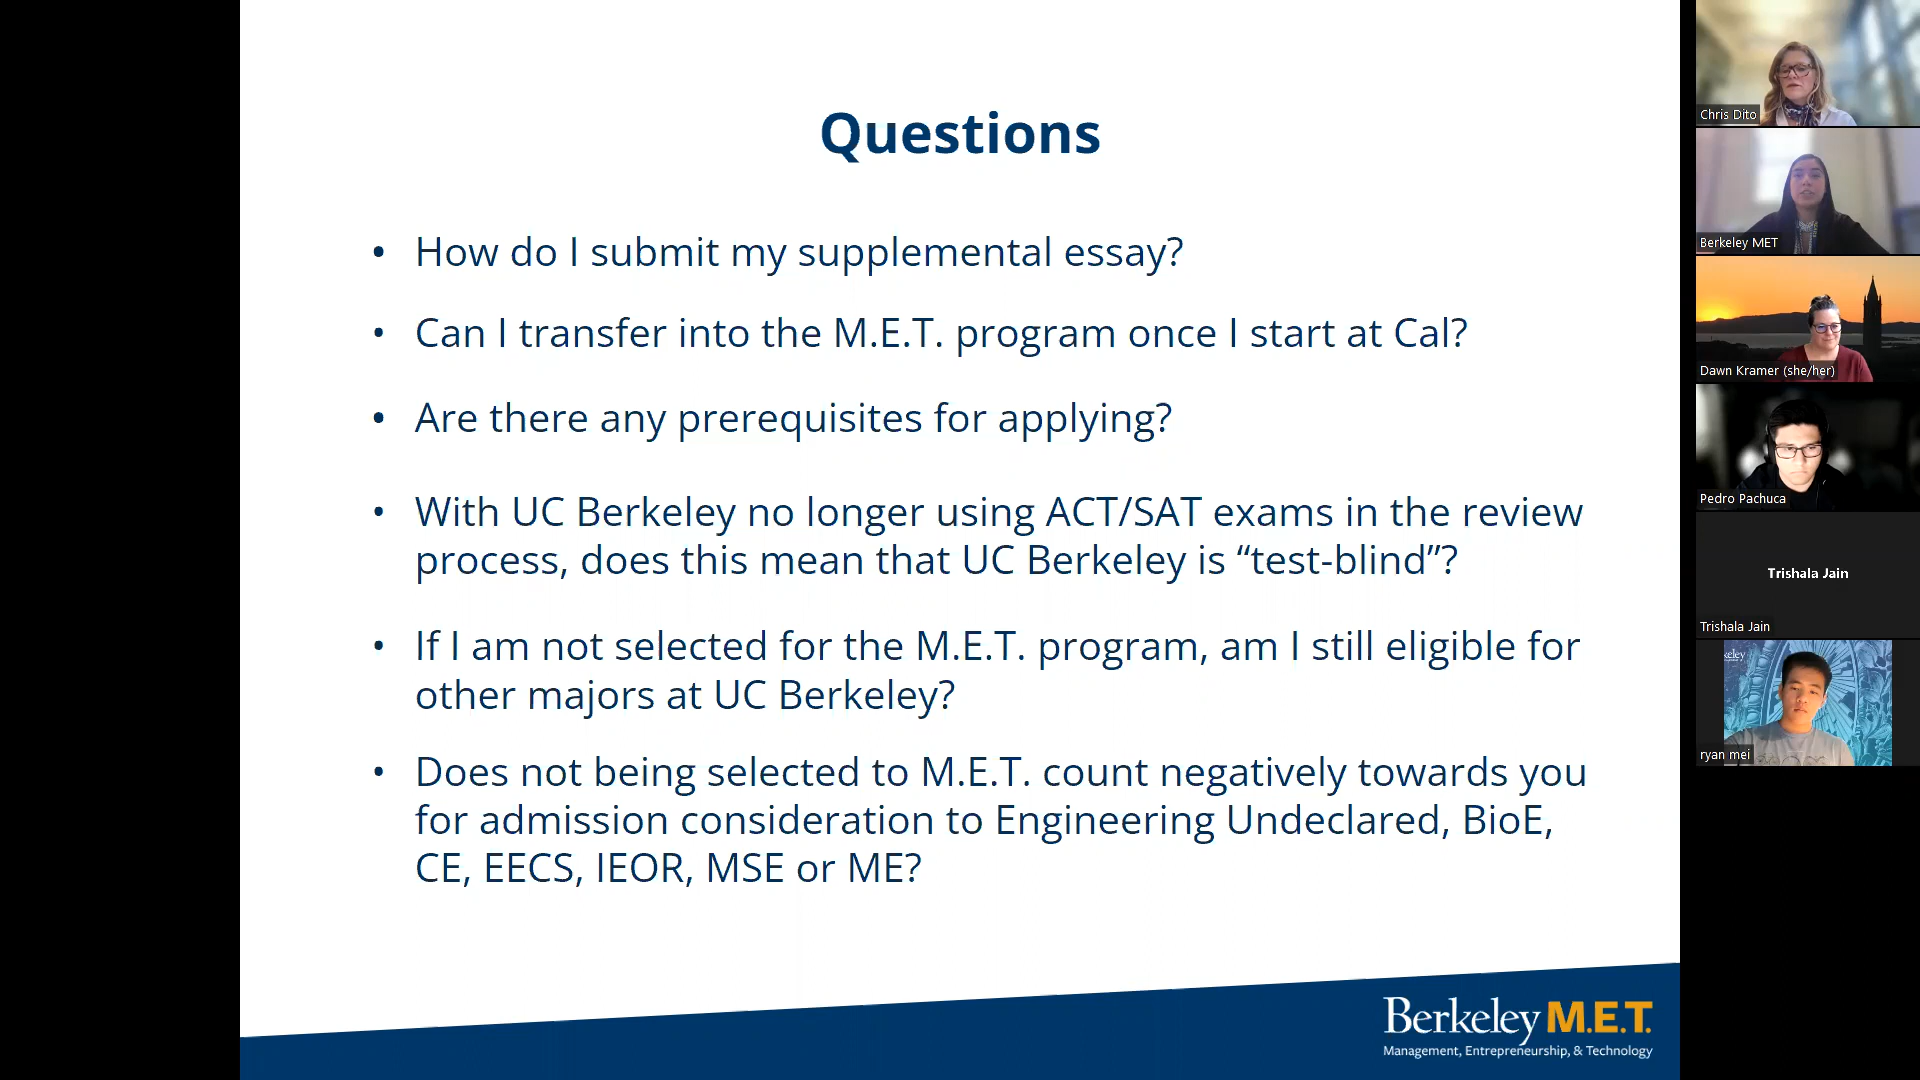 Questions
• How do I submit my supplemental essay?
• Can I transfer into the M.E.T. program once I start at Cal?
• Are there any prerequisites for applying?
• With UC Berkeley no longer using ACT/SAT exams in the review
process, does this mean that UC Berkeley is “test-blind”?
• If I am not selected for the M.E.T. program, am I still eligible for
other majors at UC Berkeley?
• Does not being selected to M.E.T. count negatively towards you
for admission consideration to Engineering Undeclared, BioE,
CE, EECS, IEOR, MSE or ME?
Berkeley M.E.T.
Management, Entrepreneurship, & Technology
Chris Dito
Berkeley MET
Dawn Kramer (she/her)
Pedro Pachuca
Trishala Jain
Trishala Jain
keley
ryan mei